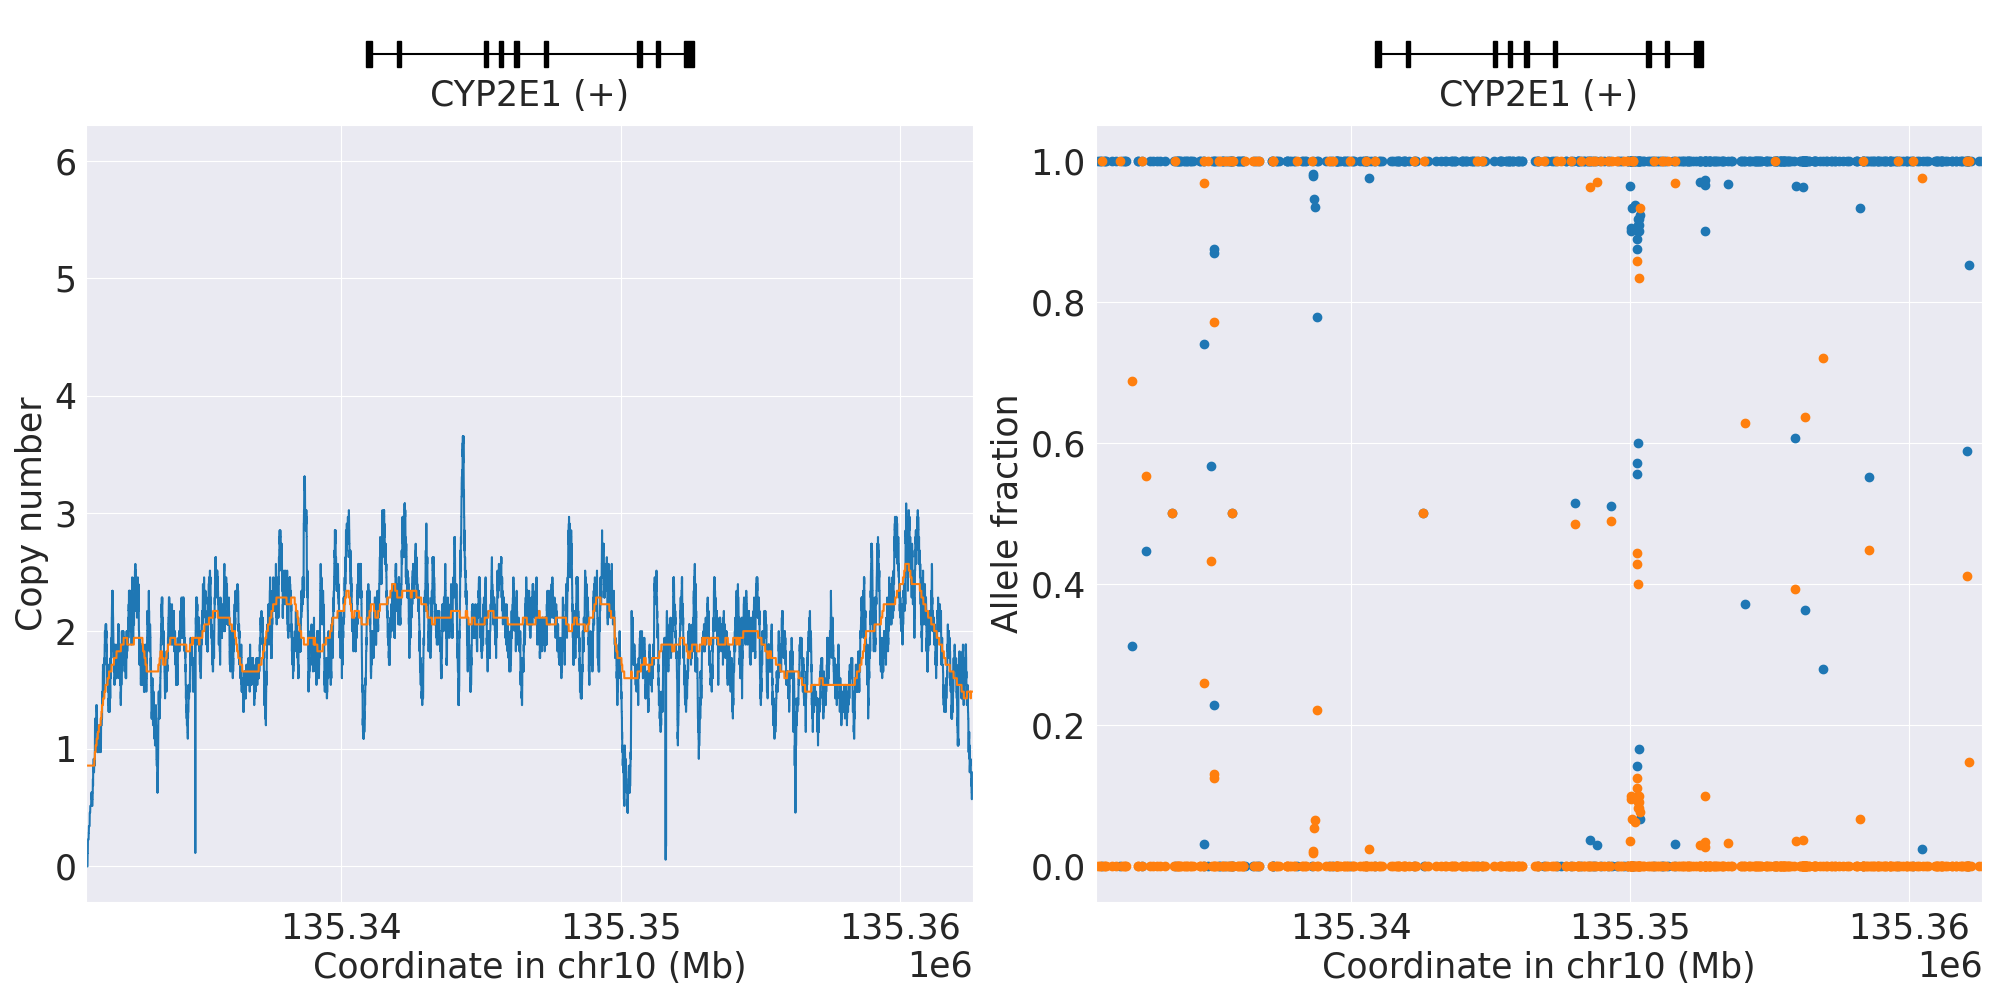 CYP2E1 (+)
6
5
4
3
2
1
0
Copy number
135.34 135.35 135.36
Coordinate in chr10 (Mb)
1e6
CYP2E1 (+)
1.0
0.8
0.6
0.4
0.2
0.0
Allele fraction
135.34 135.35 135.36
Coordinate in chr10 (Mb)
1e6